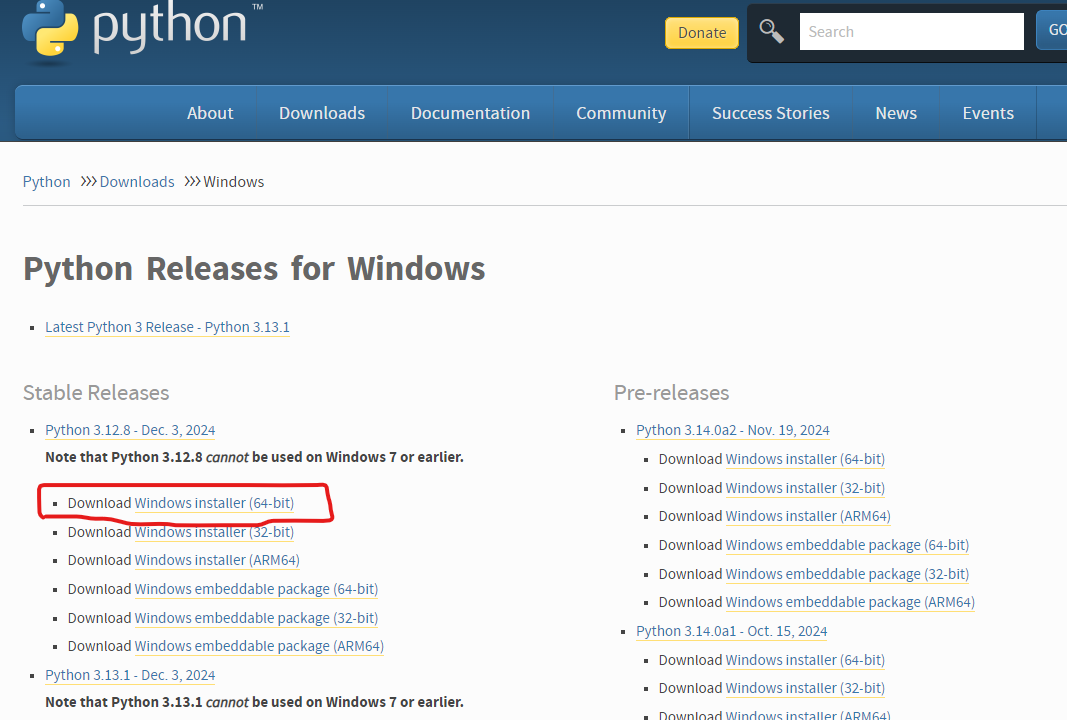 python™
Donate
Search
GO
About Downloads Documentation Community Success Stories News Events
Python >>> Downloads >>> Windows
Python Releases for Windows
Latest Python 3 Release - Python 3.13.1
Stable Releases
Python 3.12.8 - Dec. 3, 2024
Note that Python 3.12.8 cannot be used on Windows 7 or earlier.
Download Windows installer (64-bit)
Download Windows installer (32-bit)
Download Windows installer (ARM64)
Download Windows embeddable package (64-bit)
Download Windows embeddable package (32-bit)
Download Windows embeddable package (ARM64)
Python 3.13.1 - Dec. 3, 2024
Note that Python 3.13.1 cannot be used on Windows 7 or earlier.
Pre-releases
Python 3.14.0a2 - Nov. 19, 2024
Download Windows installer (64-bit)
Download Windows installer (32-bit)
Download Windows installer (ARM64)
Download Windows embeddable package (64-bit)
Download Windows embeddable package (32-bit)
Download Windows embeddable package (ARM64)
Python 3.14.0a1 - Oct. 15, 2024
Download Windows installer (64-bit)
Download Windows installer (32-bit)
Download Windows installer (ARM64)